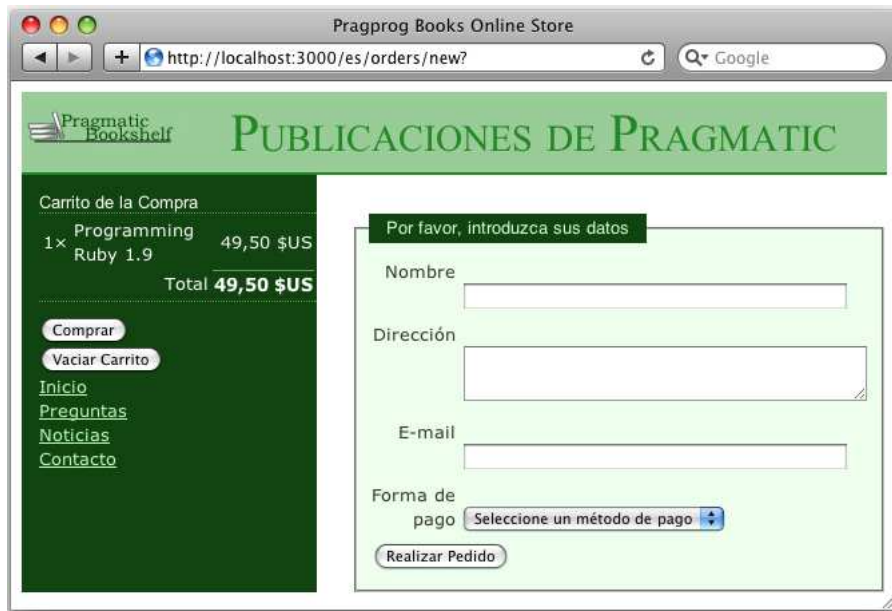 Pragprog Books Online Store
http://localhost:3000/es/orders/new?
Google
Pragmatic
Bookshelf
PUBLICACIONES DE PRAGMATIC
Carrito de la Compra
1× Programming Ruby 1.9 49,50 $US
Total 49,50 $US
Comprar
Vaciar Carrito
Inicio
Preguntas
Noticias
Contacto
Por favor, introduzca sus datos
Nombre
Dirección
E-mail
Forma de
pago Seleccione un método de pago
Realizar Pedido